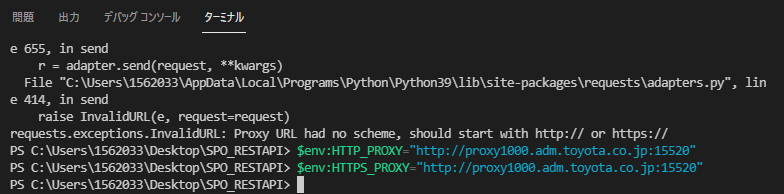 問題 出力 デバッグ コンソール ターミナル
e 655, in send
r = adapter.send(request, **kwargs)
File "C:\Users\1562033\AppData\Local\Programs\Python\Python39\lib\site-packages\requests\adapters.py", lin
e 414, in send
raise InvalidURL(e, request=request)
requests.exceptions.InvalidURL: Proxy URL had no scheme, should start with http:// or https://
PS C:\Users\1562033\Desktop\SPO_RESTAPI> $env:HTTP_PROXY="http://proxy1000.adm.toyota.co.jp:15520"
PS C:\Users\1562033\Desktop\SPO_RESTAPI> $env:HTTPS_PROXY="http://proxy1000.adm.toyota.co.jp:15520"
PS C:\Users\1562033\Desktop\SPO_RESTAPI>